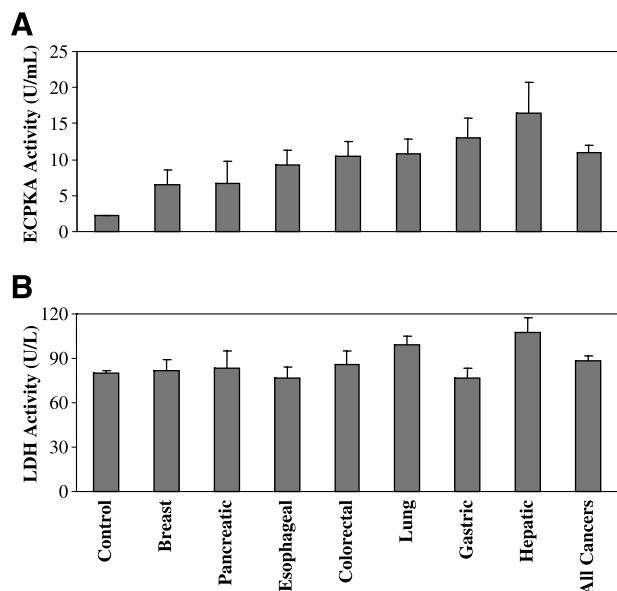 A
ECPKA Activity (U/mL)
25
20
15
10
5
0
B
LDH Activity (U/L)
120
90
60
30
0
Control
Breast
Pancreatic
Esophageal
Colorectal
Lung
Gastric
Hepatic
All Cancers